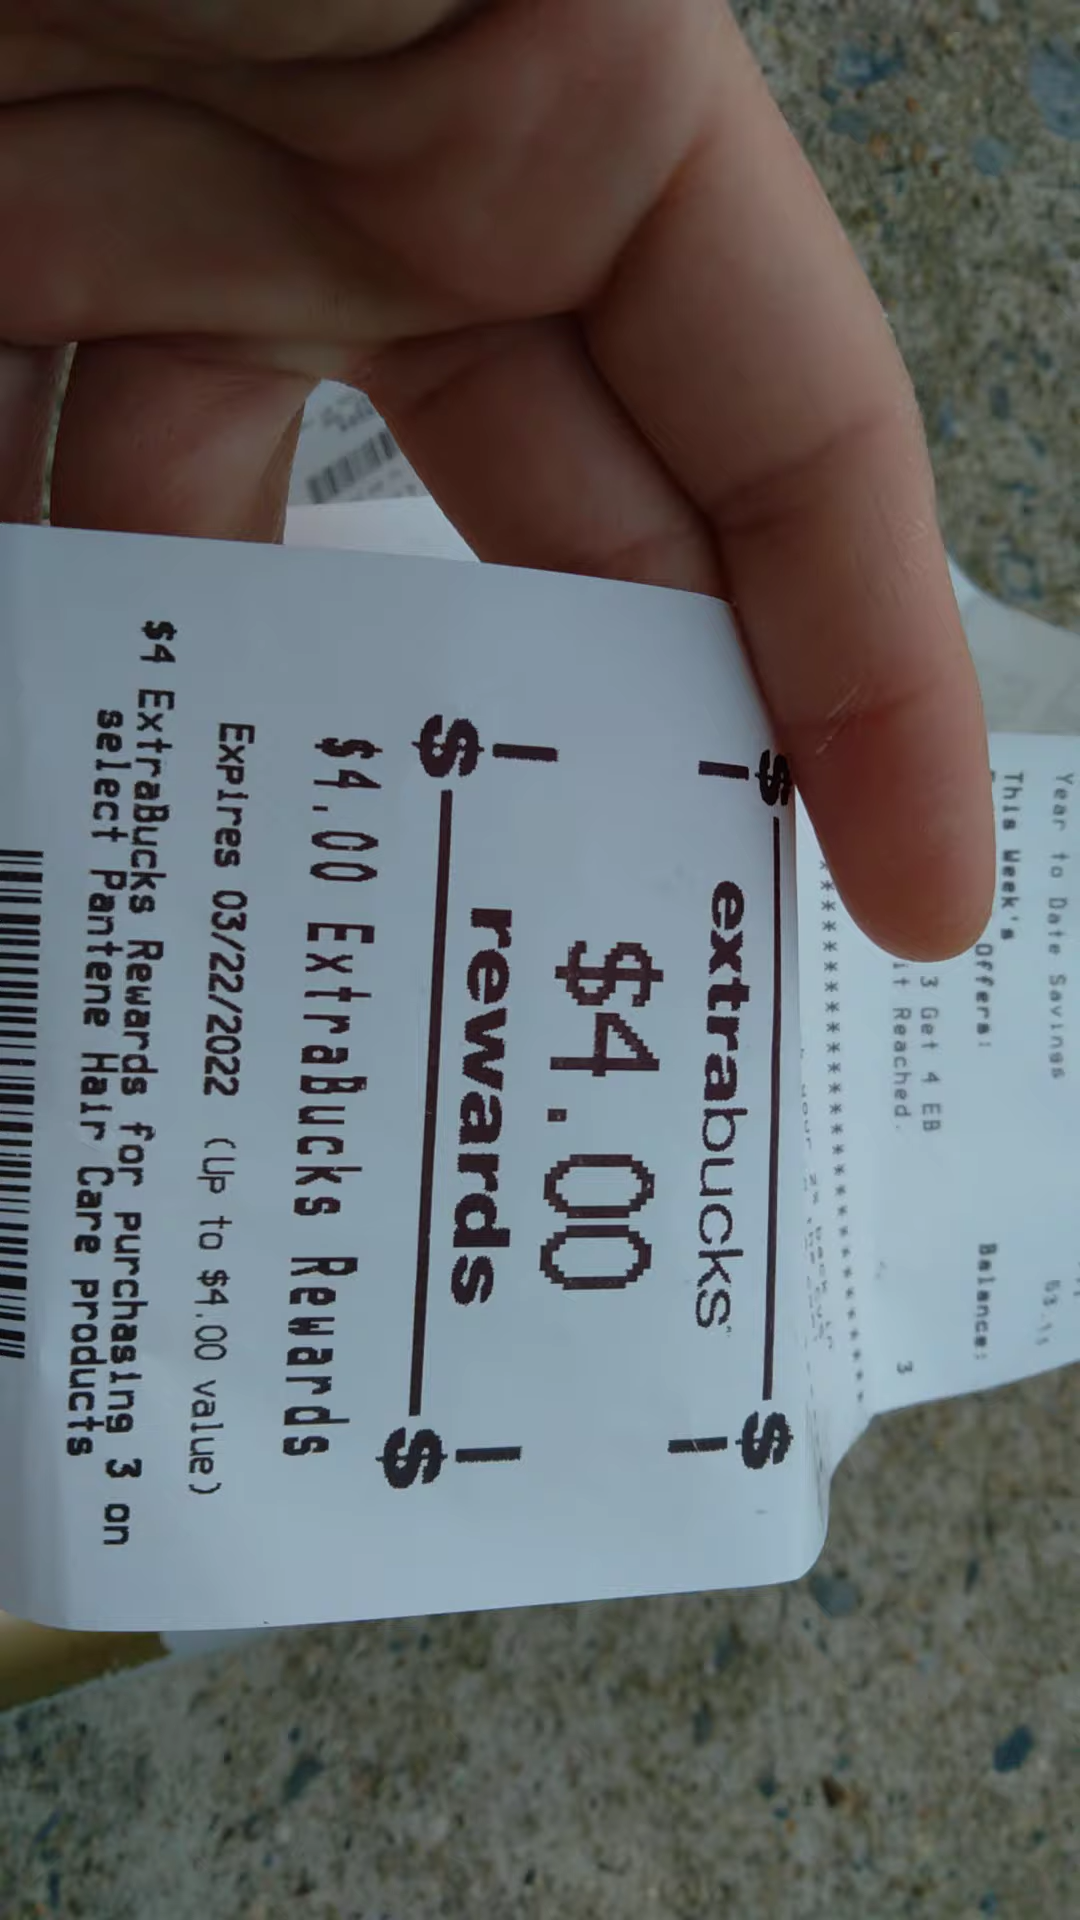 Year to Date Savings
This Week's Offers: Balance:
3 Get 4 EB
it Reached. 3
extrabucks
$4.00
rewards
$4.00 ExtraBucks Rewards
Expires 03/22/2022 (Up to $4.00 value)
$4 ExtraBucks Rewards for purchasing 3 on
select Pantene Hair Care products